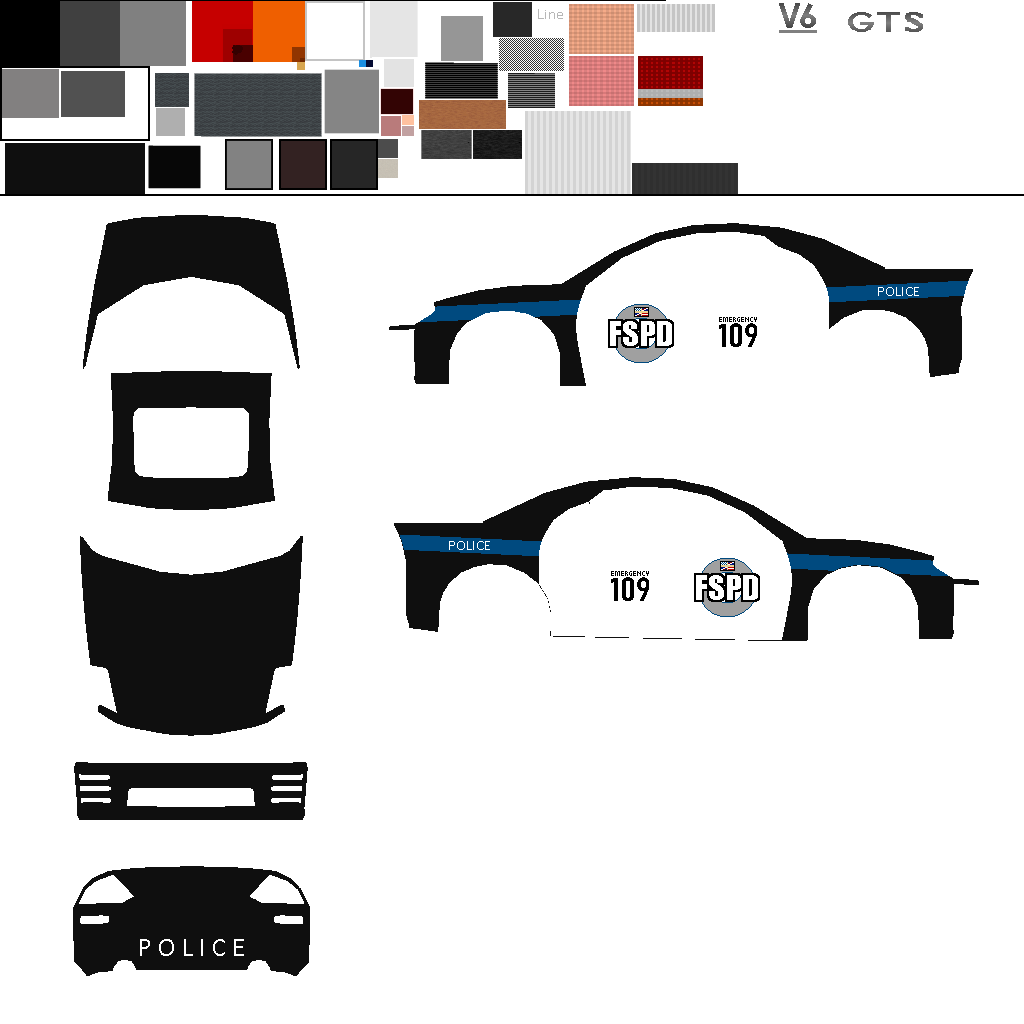 Line
V6 GTS
POLICE
FSPD
EMERGENCY
109
POLICE
EMERGENCY
109
FSPD
POLICE